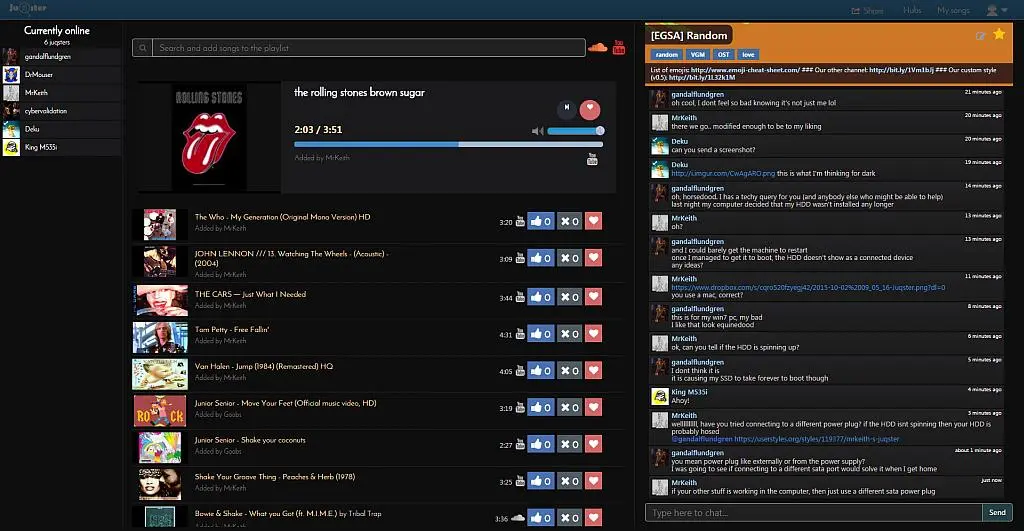 Juqster
Share
Hubs
My songs
Currently online
6 juqsters
gandalflundgren
DrMouser
MrKeith
cybervalidation
Deku
King M535i
Search and add songs to the playlist
You Tube
ROLLING STONES
the rolling stones brown sugar
2:03 / 3:51
Added by MrKeith
You Tube
The Who - My Generation (Original Mono Version) HD
Added by MrKeith
3:20 0 0
JOHN LENNON /// 13. Watching The Wheels - (Acoustic) -
(2004)
Added by MrKeith
3:09 0 0
THE CARS — Just What I Needed
Added by MrKeith
3:44 0 0
Tom Petty - Free Fallin'
Added by MrKeith
4:31 0 0
Van Halen - Jump (1984) (Remastered) HQ
Added by MrKeith
4:05 0 0
ROCK
Junior Senior - Move Your Feet (Official music video, HD)
Added by Goobs
3:19 0 0
Junior Senior - Shake your coconuts
Added by Goobs
2:27 0 0
Shake Your Groove Thing - Peaches & Herb (1978)
Added by MrKeith
3:25 0 0
Bowie & Shake - What you Got (ft. M.I.M.E.) by Tribal Trap
Added by MrKeith
3:36 0 0
[EGSA] Random
random VGM OST love
List of emojis: http://www.emoji-cheat-sheet.com/ ### Our other channel: http://bit.ly/1Vm1bJj ### Our custom style
(v0.5): http://bit.ly/1L32k1M
gandalflundgren 21 minutes ago
oh cool, I dont feel so bad knowing it's not just me lol
MrKeith 20 minutes ago
there we go.. modified enough to be to my liking
Deku 20 minutes ago
can you send a screenshot?
Deku 19 minutes ago
http://i.imgur.com/CwAgARO.png this is what I'm thinking for dark
gandalflundgren 14 minutes ago
oh, horsedood. I has a techy query for you (and anybody else who might be able to help)
last night my computer decided that my HDD wasn't installed any longer
MrKeith 13 minutes ago
oh?
gandalflundgren 13 minutes ago
and I could barely get the machine to restart
once I managed to get it to boot, the HDD doesn't show as a connected device
any ideas?
MrKeith 11 minutes ago
https://www.dropbox.com/s/cqro520fzyegj42/2015-10-02%2009_05_16-juqster.png?dl=0
you use a mac, correct?
gandalflundgren 8 minutes ago
this is for my win7 pc, my bad
I like that look equinedood
MrKeith 6 minutes ago
ok, can you tell if the HDD is spinning up?
gandalflundgren 5 minutes ago
I dont think it is
it is causing my SSD to take forever to boot though
King M535i 4 minutes ago
Ahoy!
MrKeith 3 minutes ago
wellllllllll, have you tried connecting to a different power plug? if the HDD isnt spinning then your HDD is
probably hosed
@gandalflundgren https://userstyles.org/styles/119377/mrkeith-s-juqster
gandalflundgren about 1 minute ago
you mean power plug like externally or from the power supply?
I was going to see if connecting to a different sata port would solve it when I get home
MrKeith just now
if your other stuff is working in the computer, then just use a different sata power plug
Type here to chat...
Send